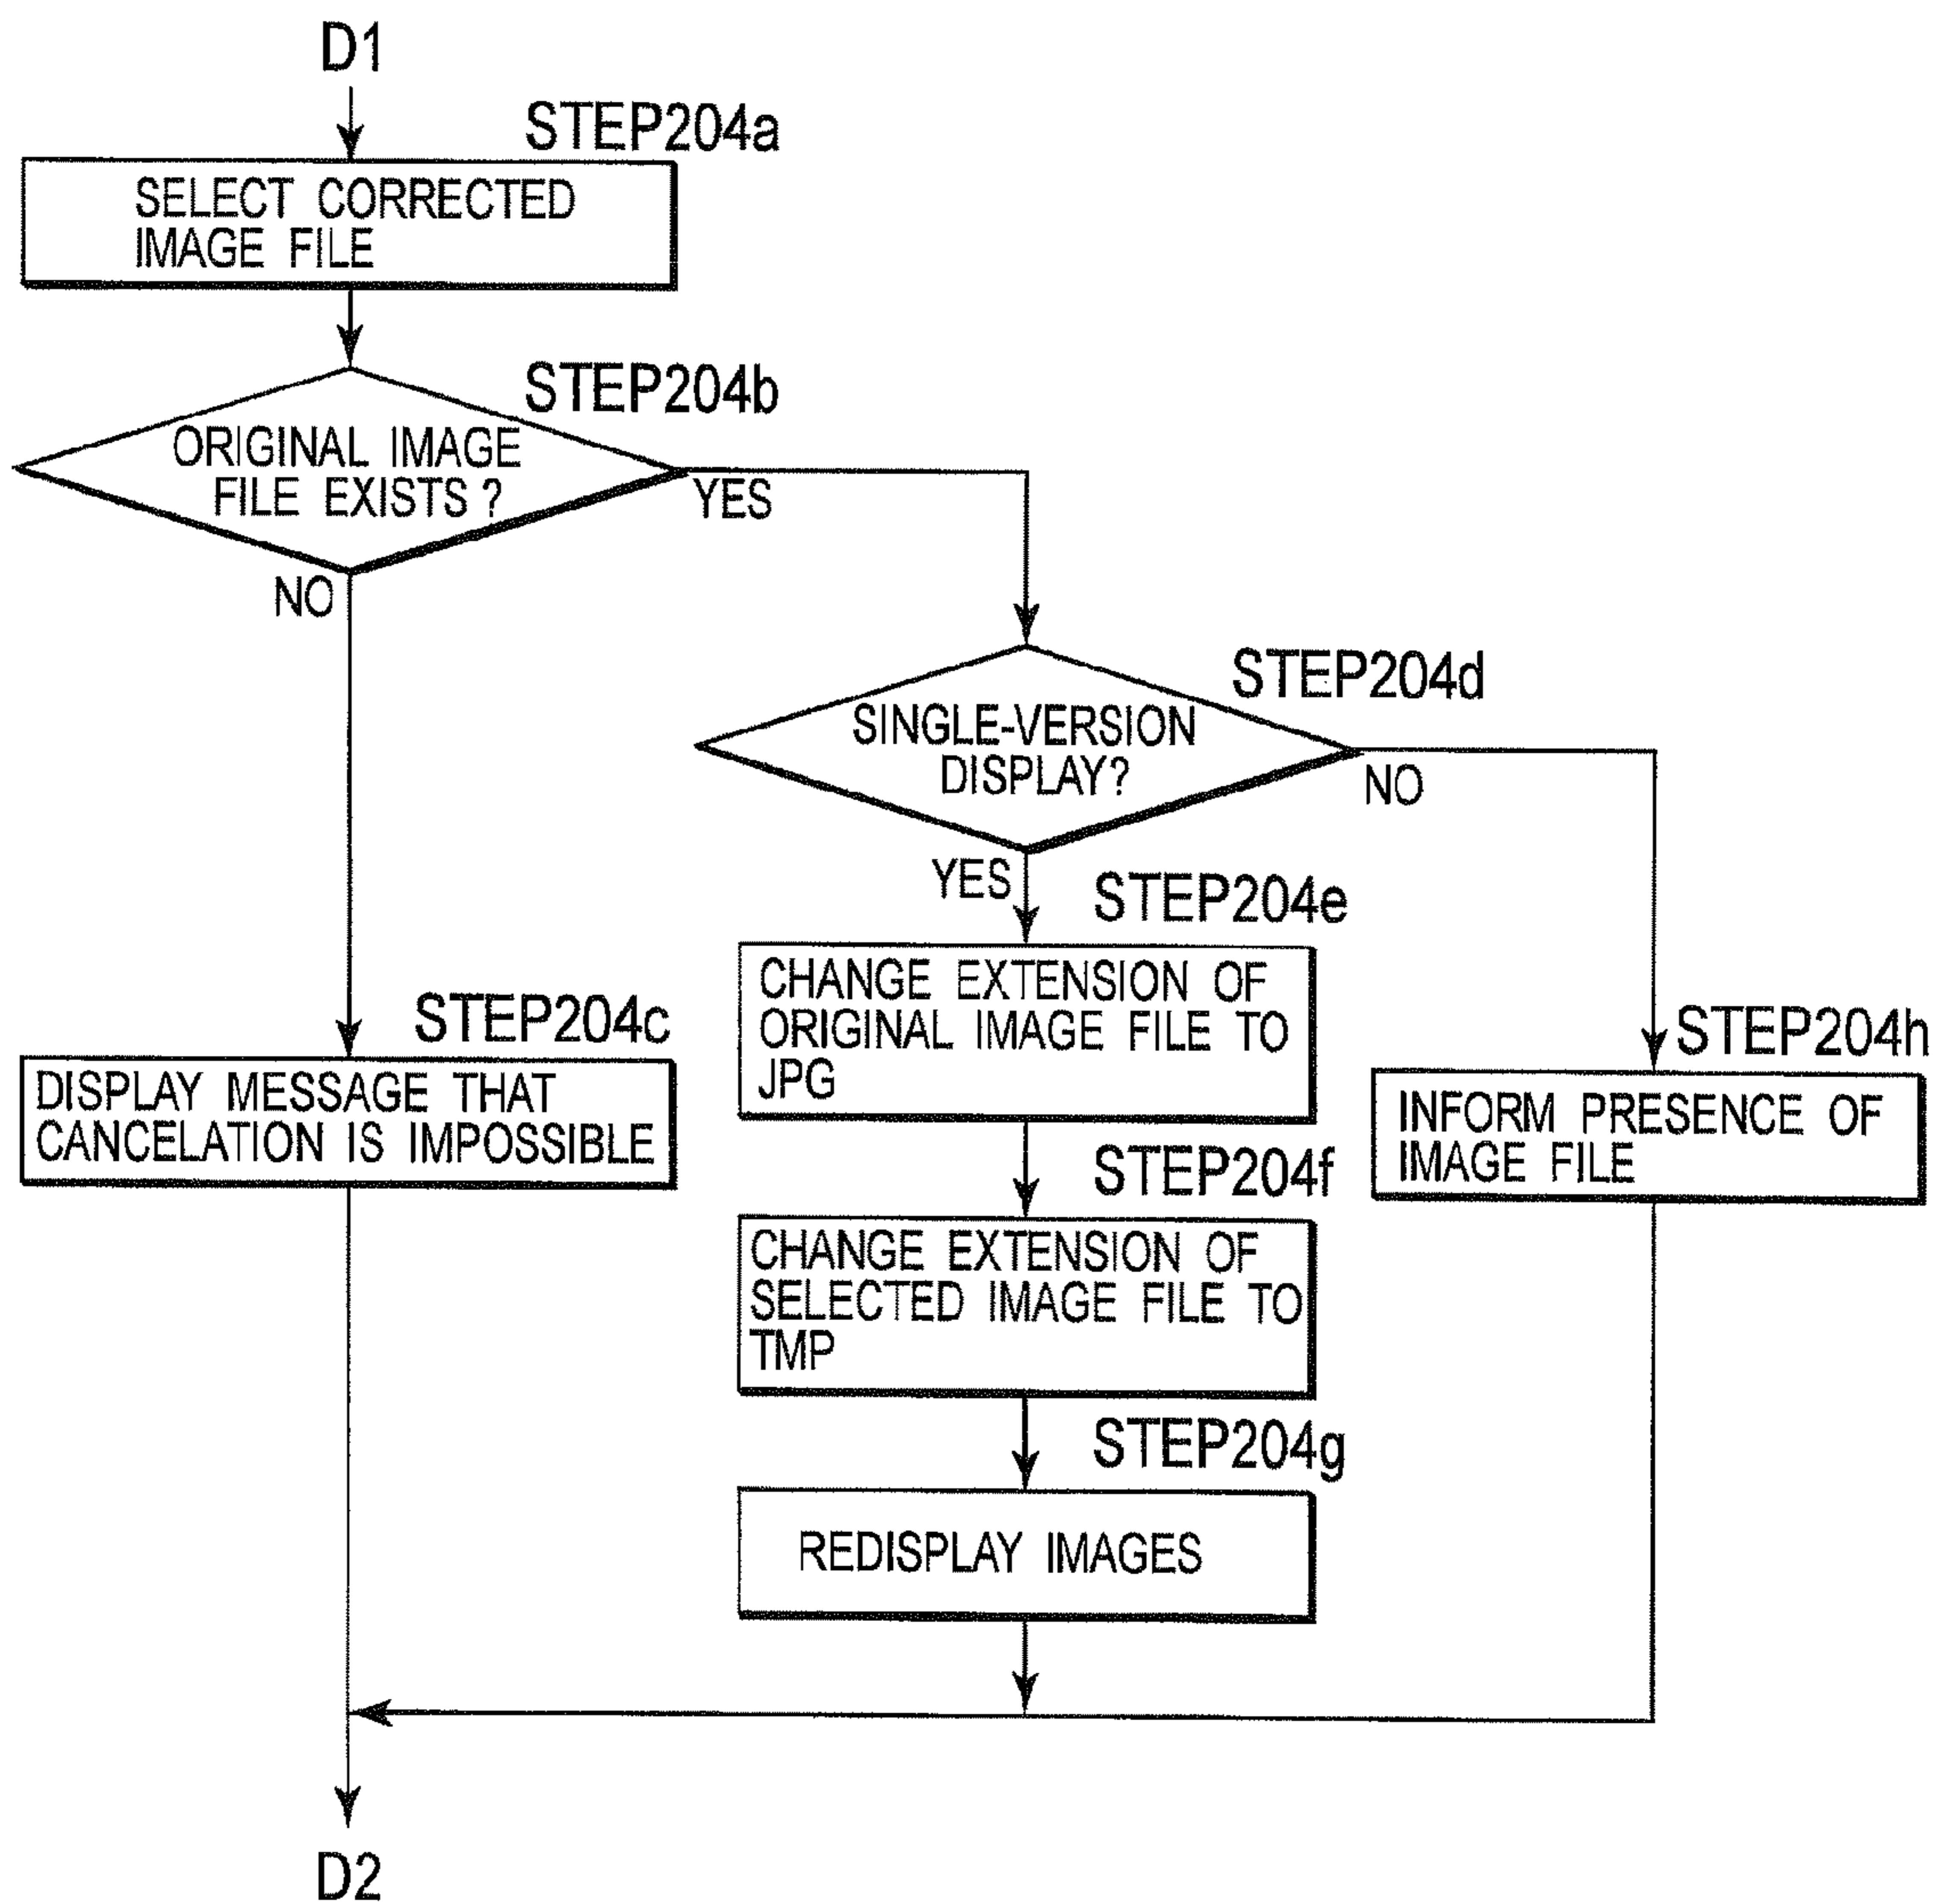 D1
STEP204a
SELECT CORRECTED
IMAGE FILE
STEP204b
ORIGINAL IMAGE
FILE EXISTS?
YES
NO
STEP204d
SINGLE-VERSION
DISPLAY?
NO
YES
STEP204e
CHANGE EXTENSION OF
ORIGINAL IMAGE FILE TO
JPG
STEP204c
DISPLAY MESSAGE THAT
CANCELATION IS IMPOSSIBLE
STEP204h
INFORM PRESENCE OF
IMAGE FILE
STEP204f
CHANGE EXTENSION OF
SELECTED IMAGE FILE TO
TMP
STEP204g
REDISPLAY IMAGES
D2